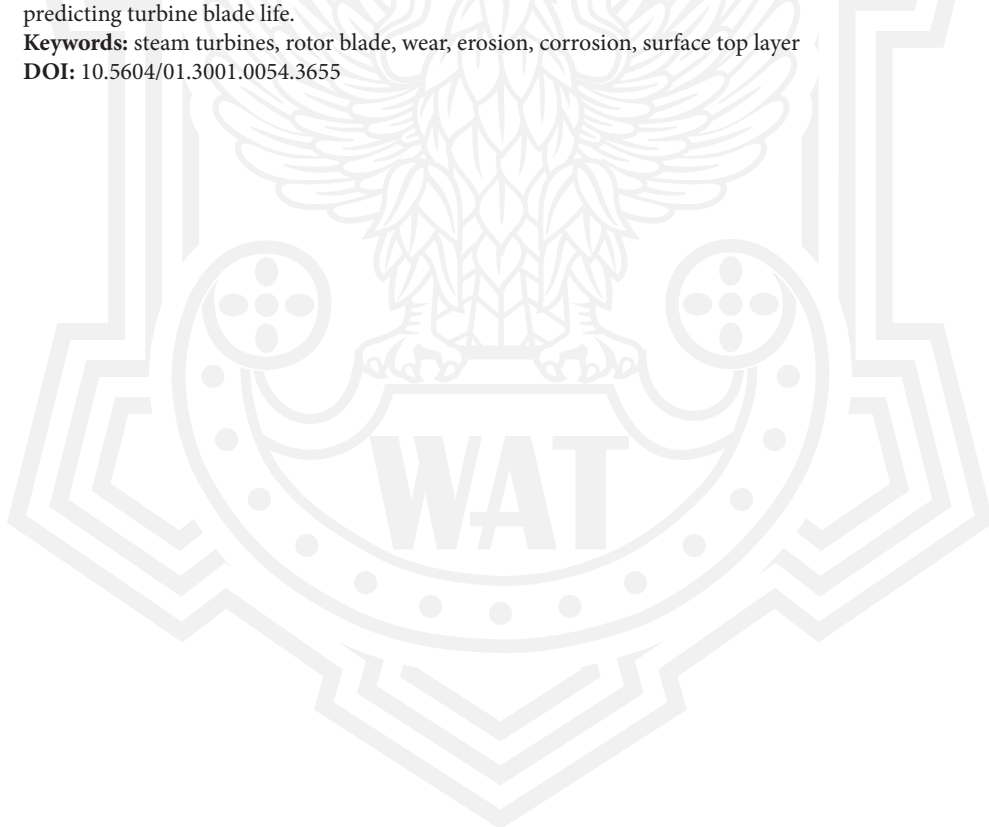 predicting turbine blade life.
Keywords: steam turbines, rotor blade, wear, erosion, corrosion, surface top layer
DOI: 10.5604/01.3001.0054.3655
WAT